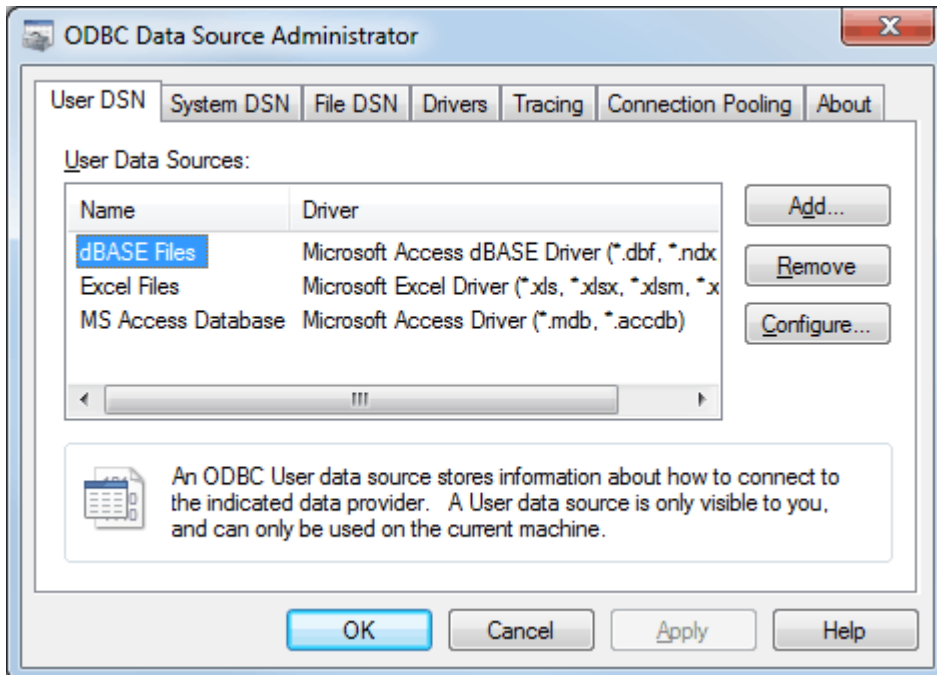 ODBC Data Source Administrator
User DSN System DSN File DSN Drivers Tracing Connection Pooling About
User Data Sources:
Name Driver
dBASE Files Microsoft Access dBASE Driver (*.dbf, *.ndx
Excel Files Microsoft Excel Driver (*.xls, *.xlsx, *.xlsm, *.x
MS Access Database Microsoft Access Driver (*.mdb, *.accdb)
Add...
Remove
Configure...
An ODBC User data source stores information about how to connect to
the indicated data provider. A User data source is only visible to you,
and can only be used on the current machine.
OK Cancel Apply Help